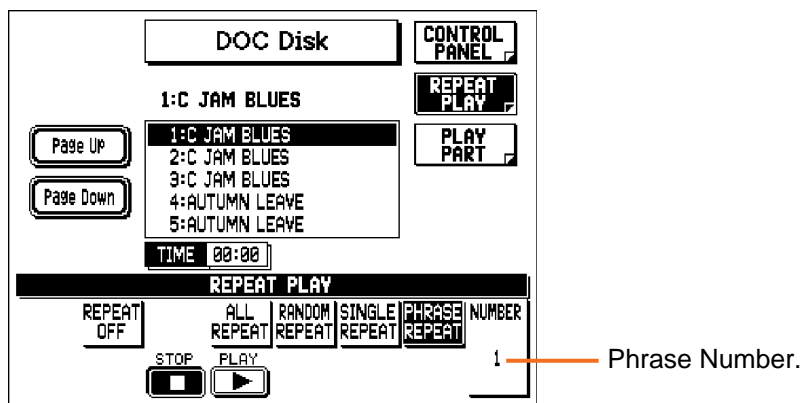 DOC Disk
CONTROL
PANEL
1:C JAM BLUES
REPEAT
PLAY
Page Up
Page Down
1:C JAM BLUES
2:C JAM BLUES
3:C JAM BLUES
4:AUTUMN LEAVE
5:AUTUMN LEAVE
PLAY
PART
TIME 00:00
REPEAT PLAY
REPEAT
OFF
ALL
REPEAT
RANDOM
REPEAT
SINGLE
REPEAT
PHRASE
REPEAT
NUMBER
1
STOP
PLAY
Phrase Number.